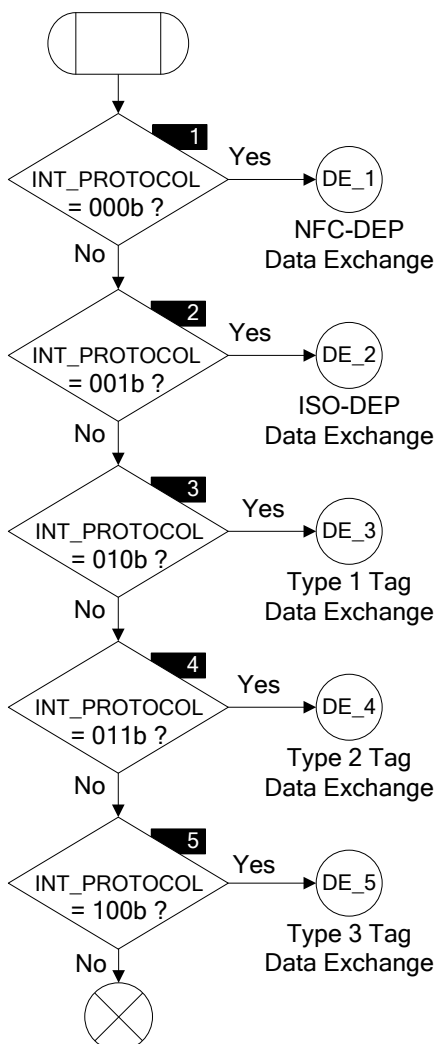 1
INT_PROTOCOL
= 000b ?
Yes
DE_1
NFC-DEP
Data Exchange
No
2
INT_PROTOCOL
= 001b ?
Yes
DE_2
ISO-DEP
Data Exchange
No
3
INT_PROTOCOL
= 010b ?
Yes
DE_3
Type 1 Tag
Data Exchange
No
4
INT_PROTOCOL
= 011b ?
Yes
DE_4
Type 2 Tag
Data Exchange
No
5
INT_PROTOCOL
= 100b ?
Yes
DE_5
Type 3 Tag
Data Exchange
No